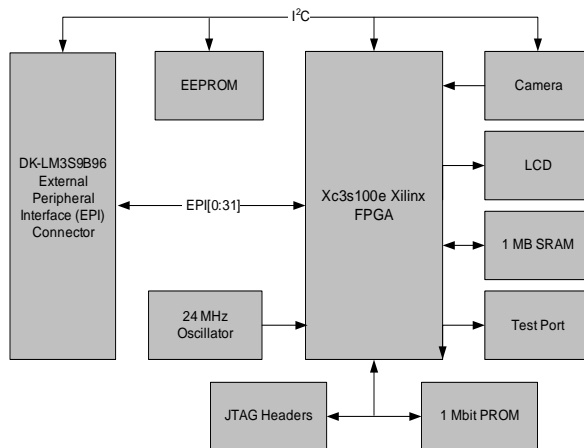 I²C
EEPROM
Camera
DK-LM3S9B96
External
Peripheral
Interface (EPI)
Connector
EPI[0:31]
Xc3s100e Xilinx
FPGA
LCD
1 MB SRAM
24 MHz
Oscillator
Test Port
JTAG Headers
1 Mbit PROM